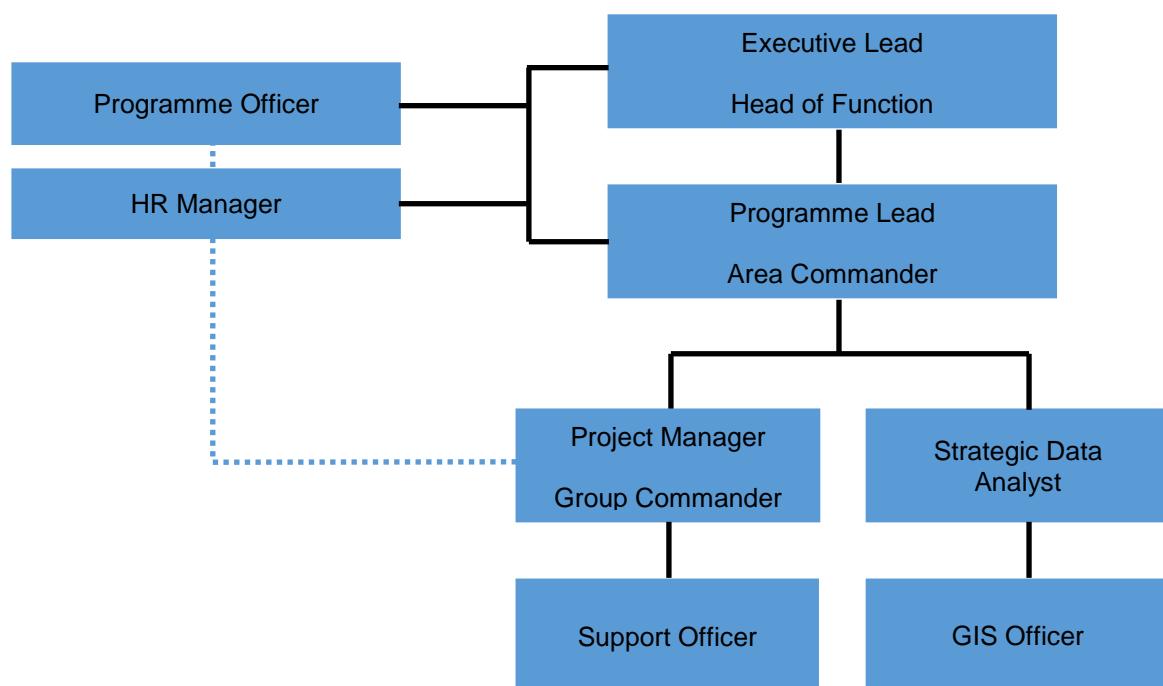 Executive Lead
Head of Function
Programme Officer
HR Manager
Programme Lead
Area Commander
Project Manager
Group Commander
Strategic Data
Analyst
Support Officer
GIS Officer